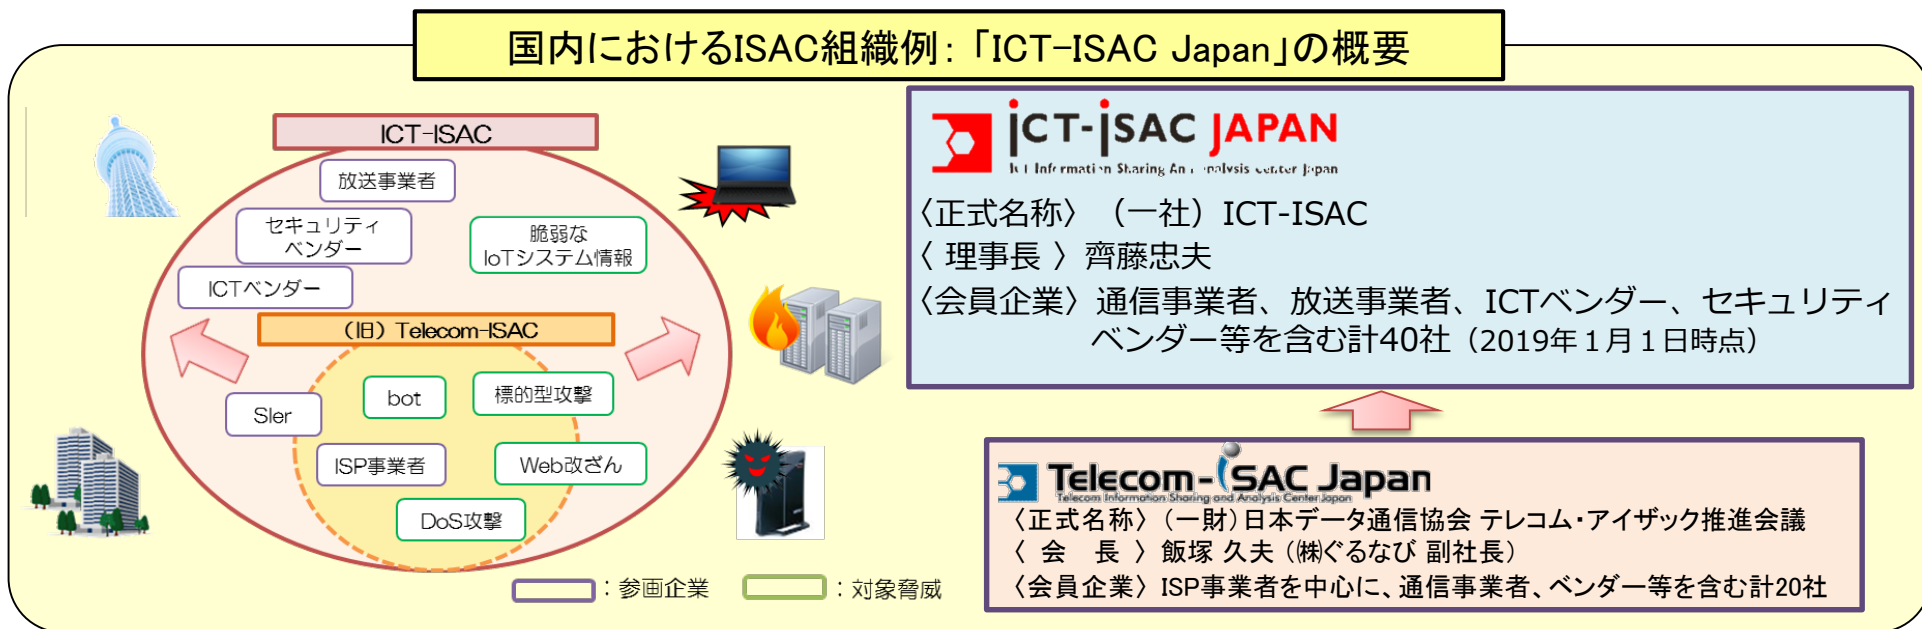 国内におけるISAC組織例：「ICT-ISAC Japan」の概要
ICT-ISAC
放送事業者
セキュリティ
ベンダー
脆弱な
IoTシステム情報
ICTベンダー
（旧）Telecom-ISAC
bot
標的型攻撃
SIer
ISP事業者
Web改ざん
DoS攻撃
：参画企業
：対象脅威
ICT-ISAC JAPAN
ICT Information Sharing And Analysis Center Japan
〈正式名称〉（一社）ICT-ISAC
〈 理事長 〉齊藤忠夫
〈会員企業〉通信事業者、放送事業者、ICTベンダー、セキュリティ
ベンダー等を含む計40社（2019年１月１日時点）
Telecom-ISAC Japan
Telecom Information Sharing and Analysis Center Japan
〈正式名称〉（一財）日本データ通信協会 テレコム・アイザック推進会議
〈 会　長 〉飯塚 久夫（㈱ぐるなび 副社長）
〈会員企業〉ISP事業者を中心に、通信事業者、ベンダー等を含む計20社